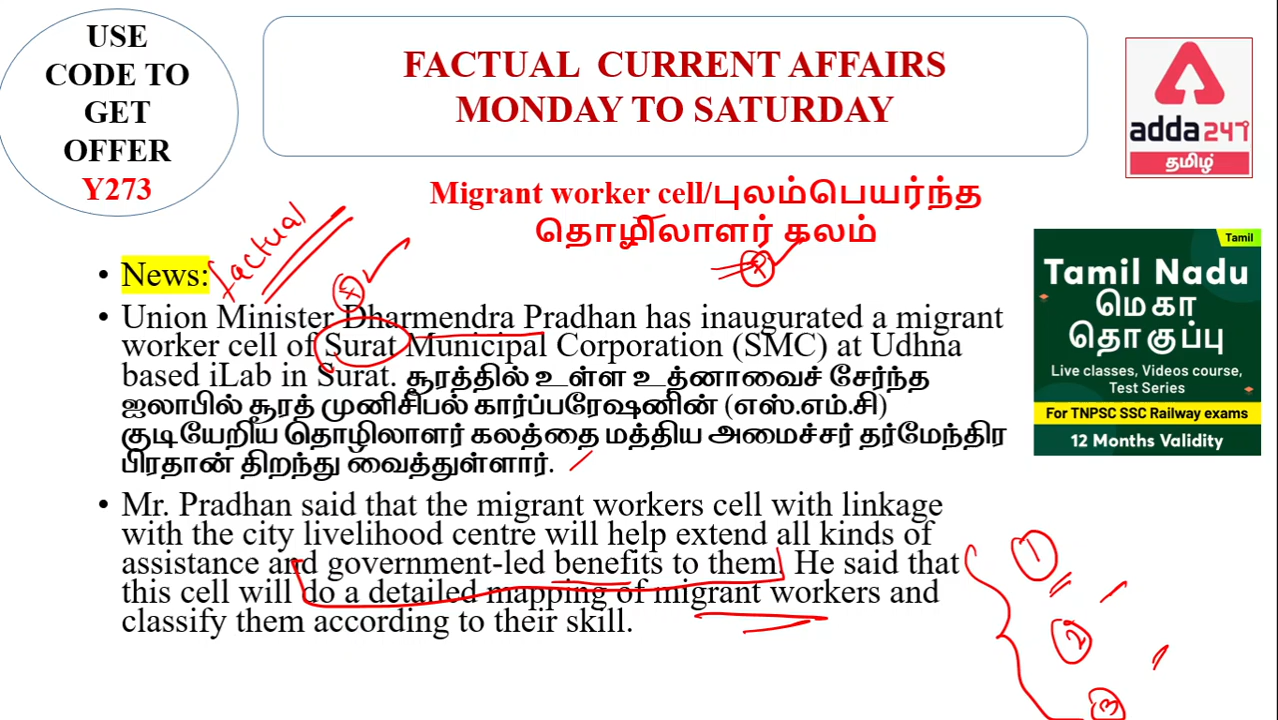 USE
CODE TO
GET
OFFER
Y273
FACTUAL CURRENT AFFAIRS
MONDAY TO SATURDAY
adda247
தமிழ்
Migrant worker cell/புலம்பெயர்ந்த
தொழிலாளர் கலம்
factual
• News:
• Union Minister Dharmendra Pradhan has inaugurated a migrant
worker cell of Surat Municipal Corporation (SMC) at Udhna
based iLab in Surat. சூரத்தில் உள்ள உத்னாவைச் சேர்ந்த
ஐலாபில் சூரத் முனிசிபல் கார்ப்பரேஷனின் (எஸ்.எம்.சி)
குடியேறிய தொழிலாளர் கலத்தை மத்திய அமைச்சர் தர்மேந்திர
பிரதான் திறந்து வைத்துள்ளார்.
• Mr. Pradhan said that the migrant workers cell with linkage
with the city livelihood centre will help extend all kinds of
assistance and government-led benefits to them. He said that
this cell will do a detailed mapping of migrant workers and
classify them according to their skill.
Tamil
Tamil Nadu
மெகா
தொகுப்பு
Live classes, Videos course,
Test Series
For TNPSC SSC Railway exams
12 Months Validity
1
2
3